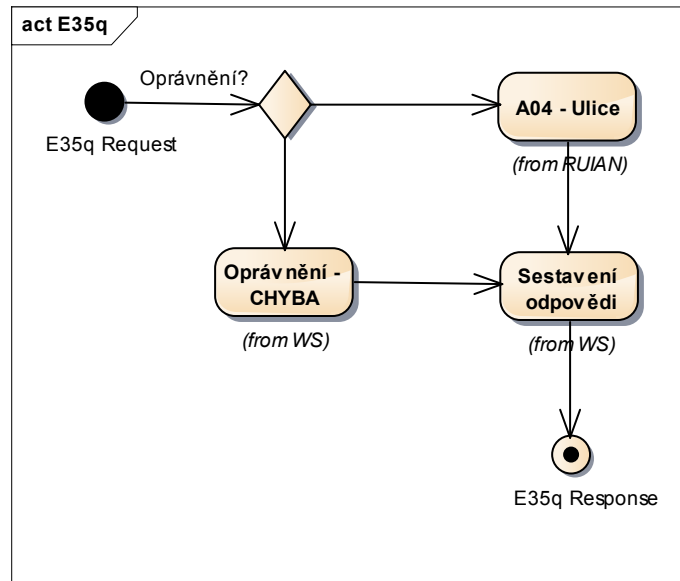 act E35q
Oprávnění?
E35q Request
A04 - Ulice
(from RUIAN)
Oprávnění -
CHYBA
(from WS)
Sestavení
odpovědi
(from WS)
E35q Response